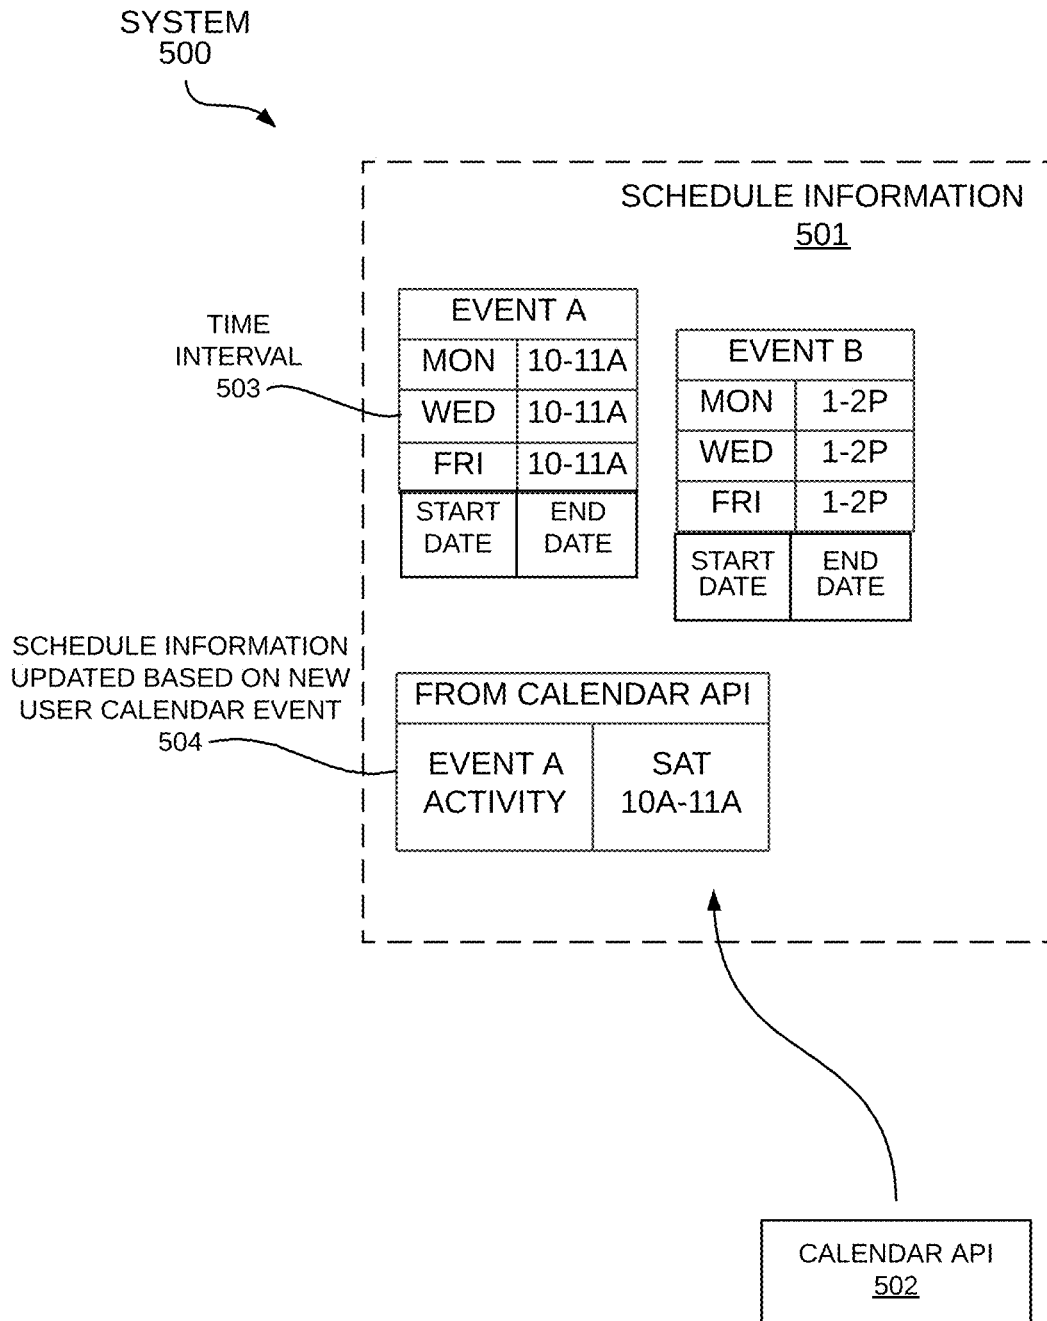 SYSTEM
500
SCHEDULE INFORMATION
501
TIME
INTERVAL
503
EVENT A
MON 10-11A
WED 10-11A
FRI 10-11A
START DATE
END DATE
EVENT B
MON 1-2P
WED 1-2P
FRI 1-2P
START DATE
END DATE
SCHEDULE INFORMATION
UPDATED BASED ON NEW
USER CALENDAR EVENT
504
FROM CALENDAR API
EVENT A
ACTIVITY
SAT
10A-11A
CALENDAR API
502